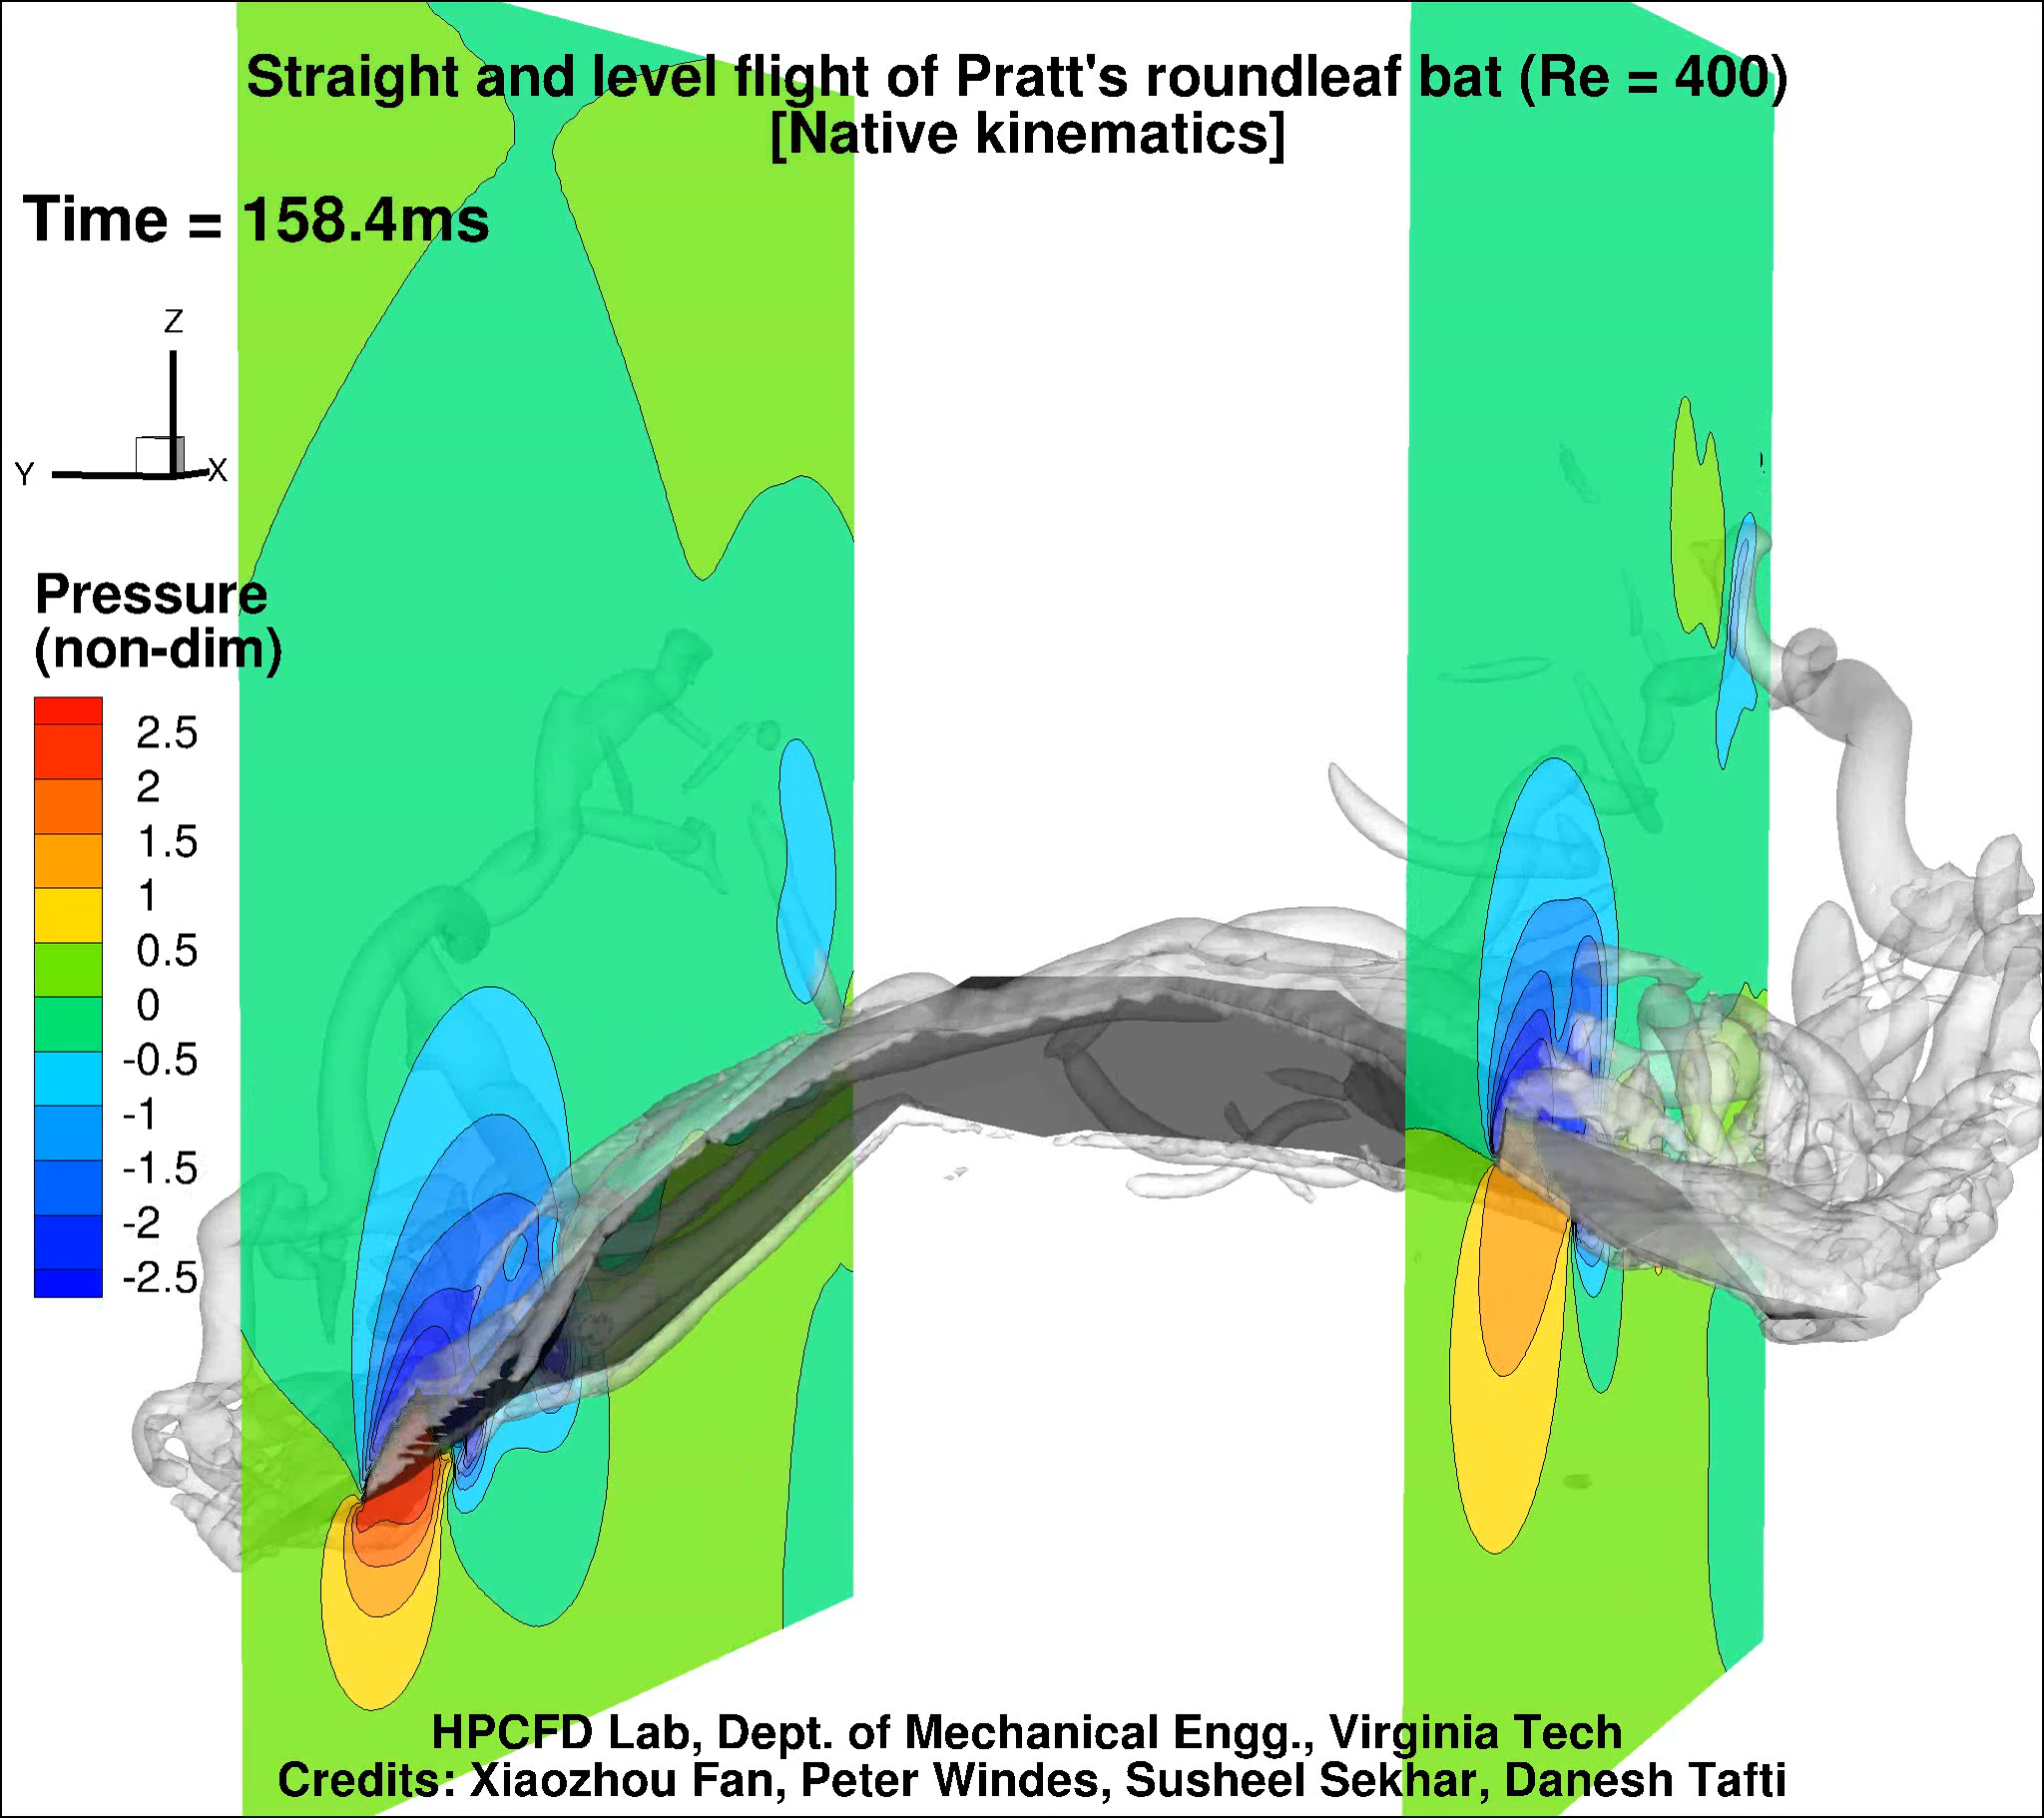 Straight and level flight of Pratt's roundleaf bat (Re = 400)
[Native kinematics]
Time = 158.4ms
Z
Y
X
Pressure
(non-dim)
2.5
2
1.5
1
0.5
0
-0.5
-1
-1.5
-2
-2.5
HPCFD Lab, Dept. of Mechanical Engg., Virginia Tech
Credits: Xiaozhou Fan, Peter Windes, Susheel Sekhar, Danesh Tafti